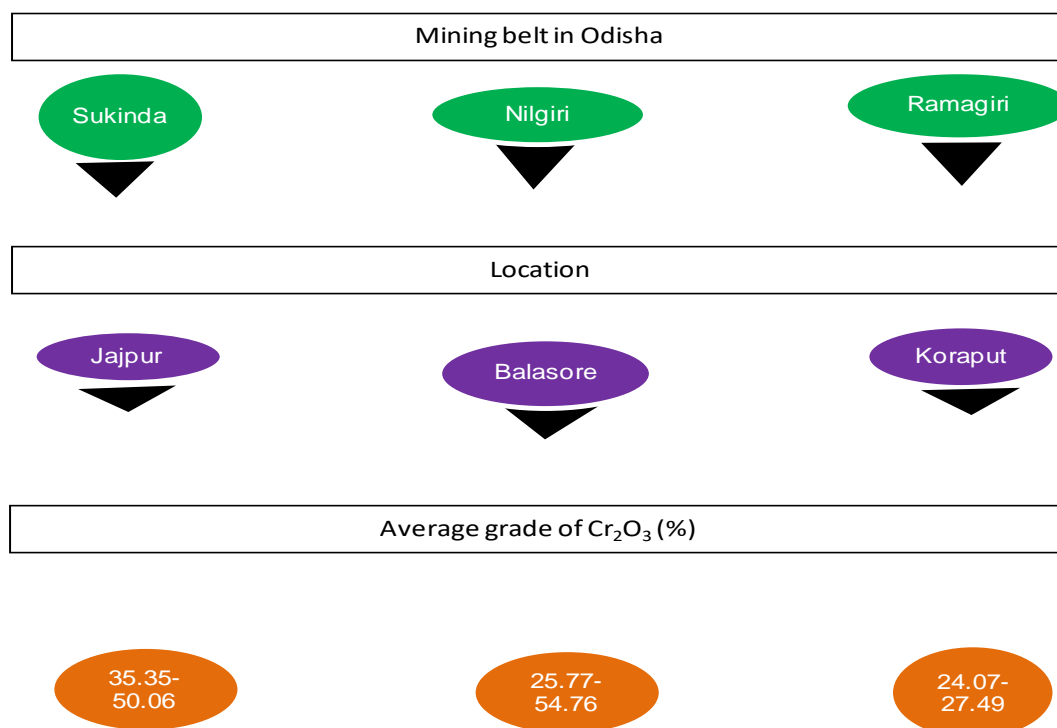 Mining belt in Odisha
Sukinda
Nilgiri
Ramagiri
Location
Jajpur
Balasore
Koraput
Average grade of Cr₂O₃ (%)
35.35-
50.06
25.77-
54.76
24.07-
27.49